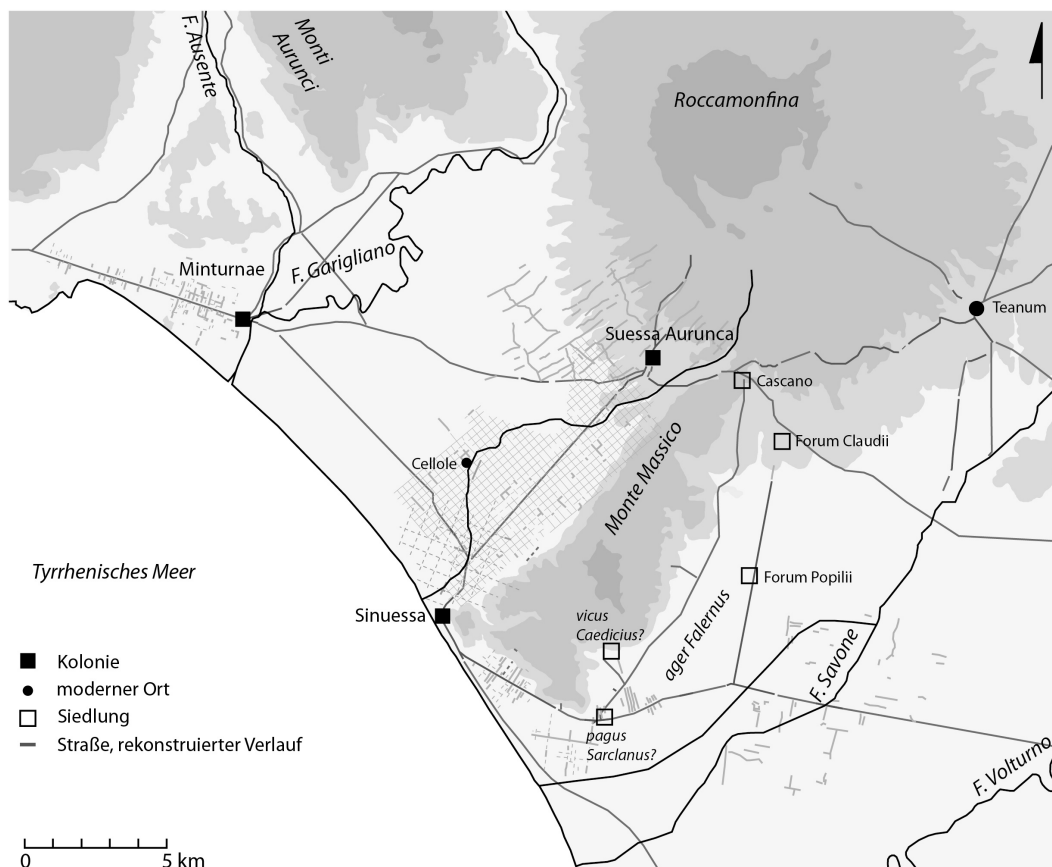 F. Ausente
Monti
Aurunci
Roccamonfina
Minturnae
F. Garigliano
Teanum
Suessa Aurunca
Cascano
Forum Claudii
Cellole
Monte Massico
Tyrrhenisches Meer
Forum Popilii
Sinuessa
vicus
Caedicius?
ager Falernus
F. Savone
pagus
Sarclanus?
F. Volturno
Kolonie
moderner Ort
Siedlung
Straße, rekonstruierter Verlauf
0 5 km